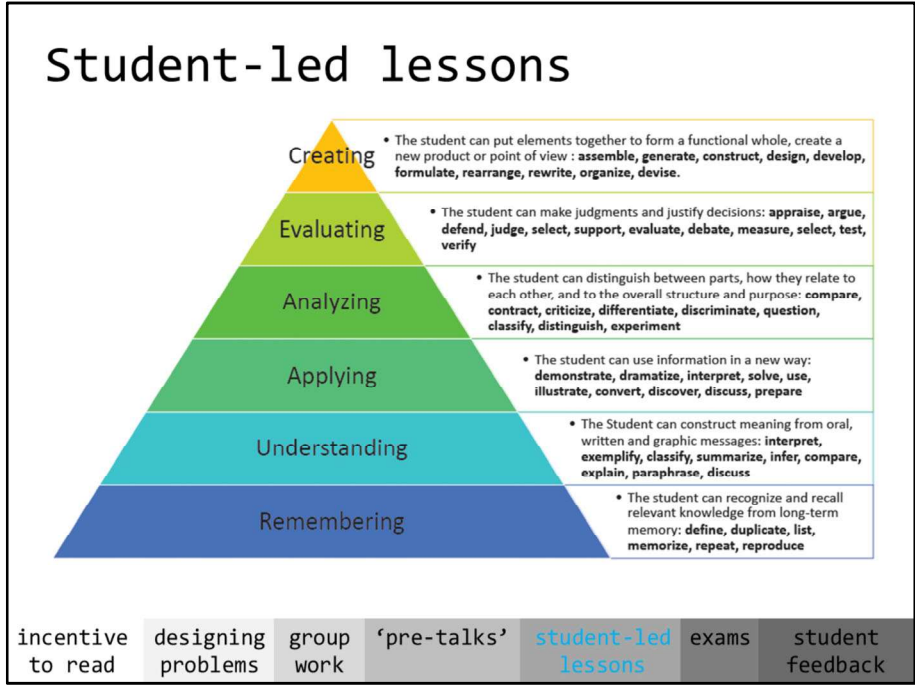 Student-led lessons
Creating
• The student can put elements together to form a functional whole, create a
new product or point of view : assemble, generate, construct, design, develop,
formulate, rearrange, rewrite, organize, devise.
Evaluating
• The student can make judgments and justify decisions: appraise, argue,
defend, judge, select, support, evaluate, debate, measure, select, test,
verify
Analyzing
• The student can distinguish between parts, how they relate to
each other, and to the overall structure and purpose: compare,
contract, criticize, differentiate, discriminate, question,
classify, distinguish, experiment
Applying
• The student can use information in a new way:
demonstrate, dramatize, interpret, solve, use,
illustrate, convert, discover, discuss, prepare
Understanding
• The Student can construct meaning from oral,
written and graphic messages: interpret,
exemplify, classify, summarize, infer, compare,
explain, paraphrase, discuss
Remembering
• The student can recognize and recall
relevant knowledge from long-term
memory: define, duplicate, list,
memorize, repeat, reproduce
incentive
to read
designing
problems
group
work
‘pre-talks’
student-led
lessons
exams
student
feedback